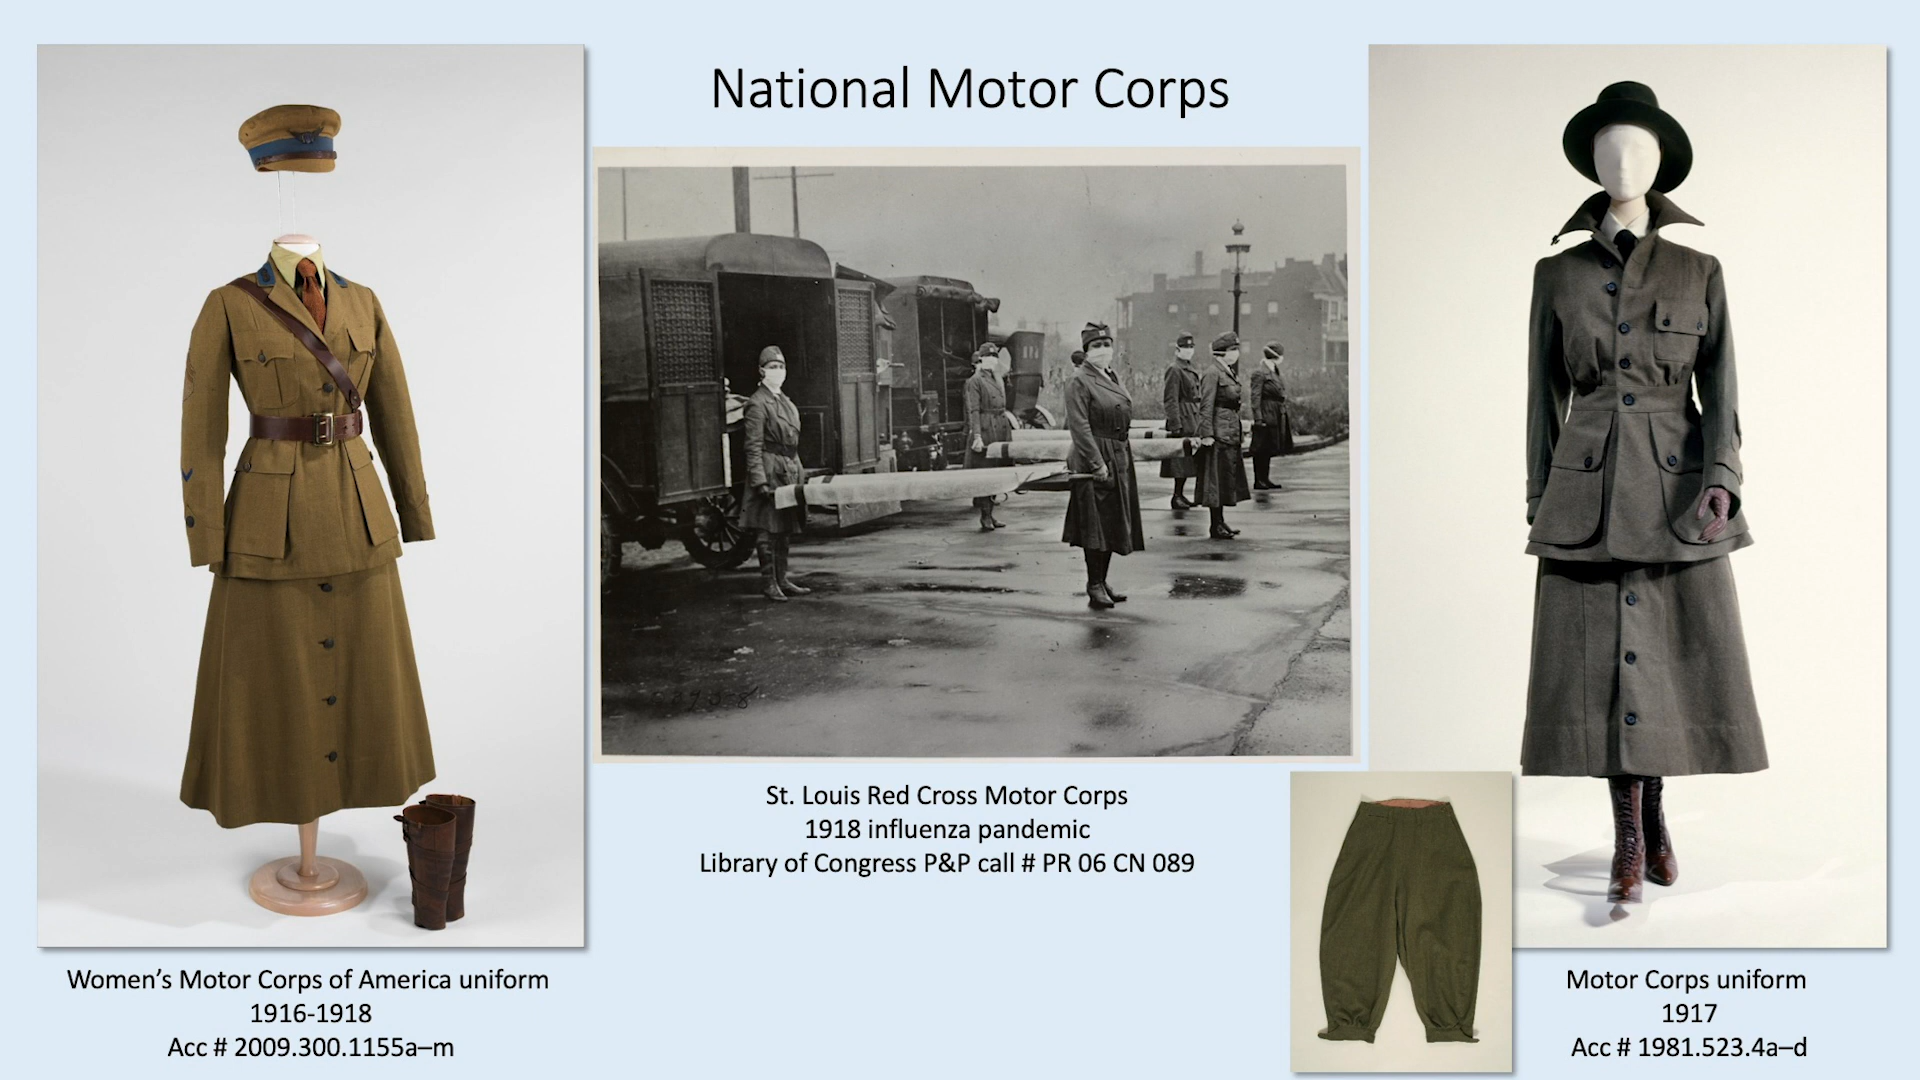 National Motor Corps
St. Louis Red Cross Motor Corps
1918 influenza pandemic
Library of Congress P&P call # PR 06 CN 089
Women’s Motor Corps of America uniform
1916-1918
Acc # 2009.300.1155a–m
Motor Corps uniform
1917
Acc # 1981.523.4a–d